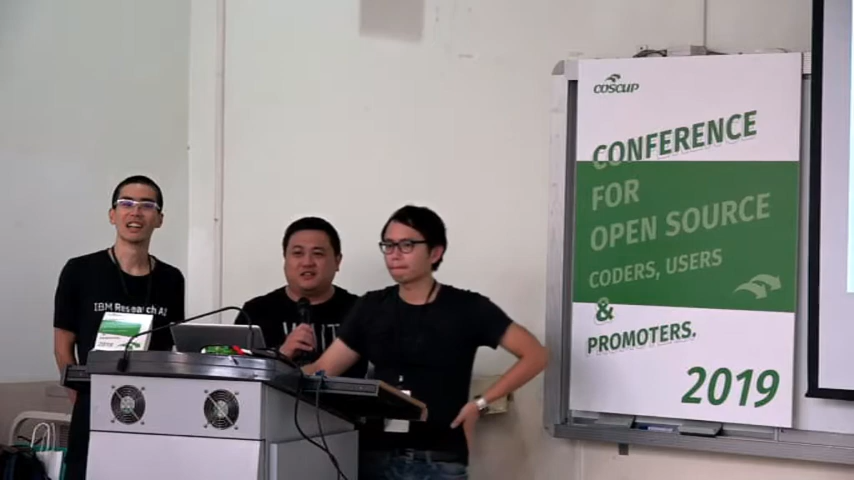 COSCUP
CONFERENCE
FOR
OPEN SOURCE
CODERS, USERS
&
PROMOTERS.
2019
IBM Research AI